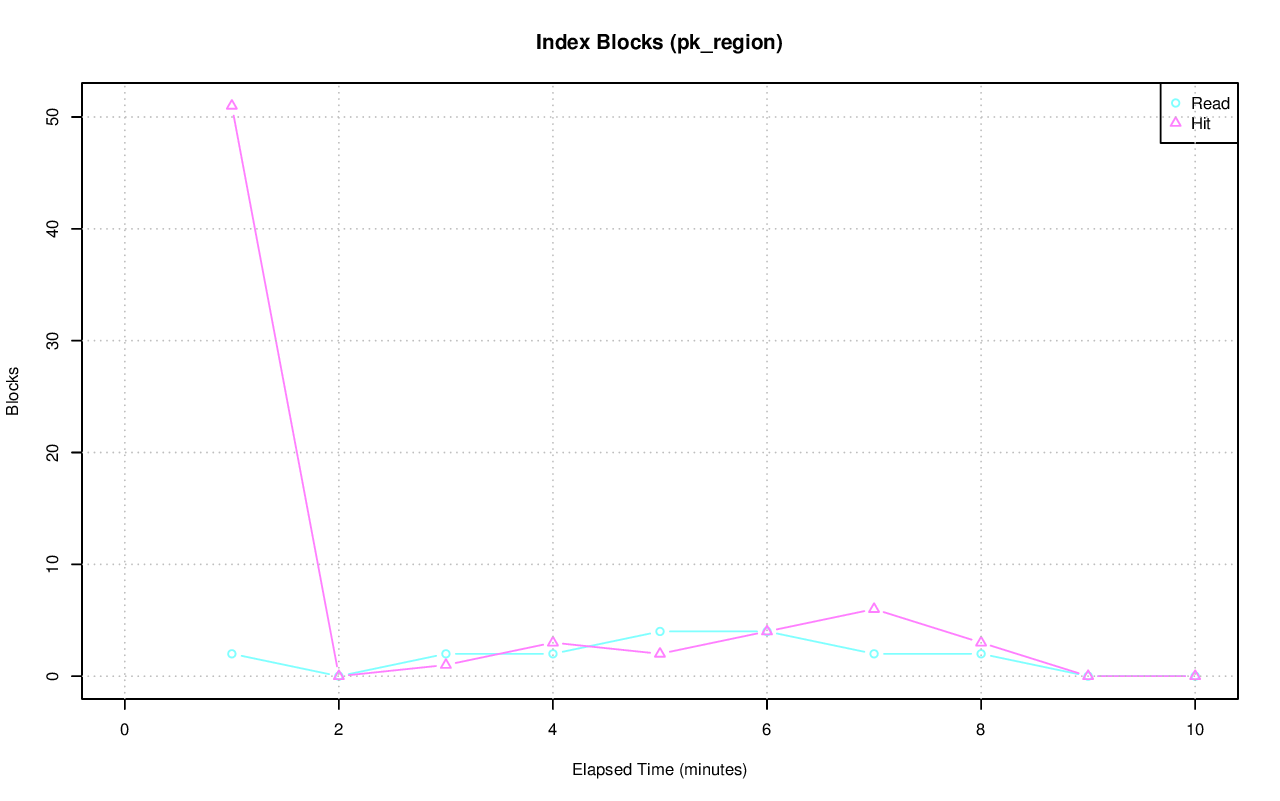 Index Blocks (pk_region)
Read
Hit
50
40
30
20
10
0
Blocks
0 2 4 6 8 10
Elapsed Time (minutes)